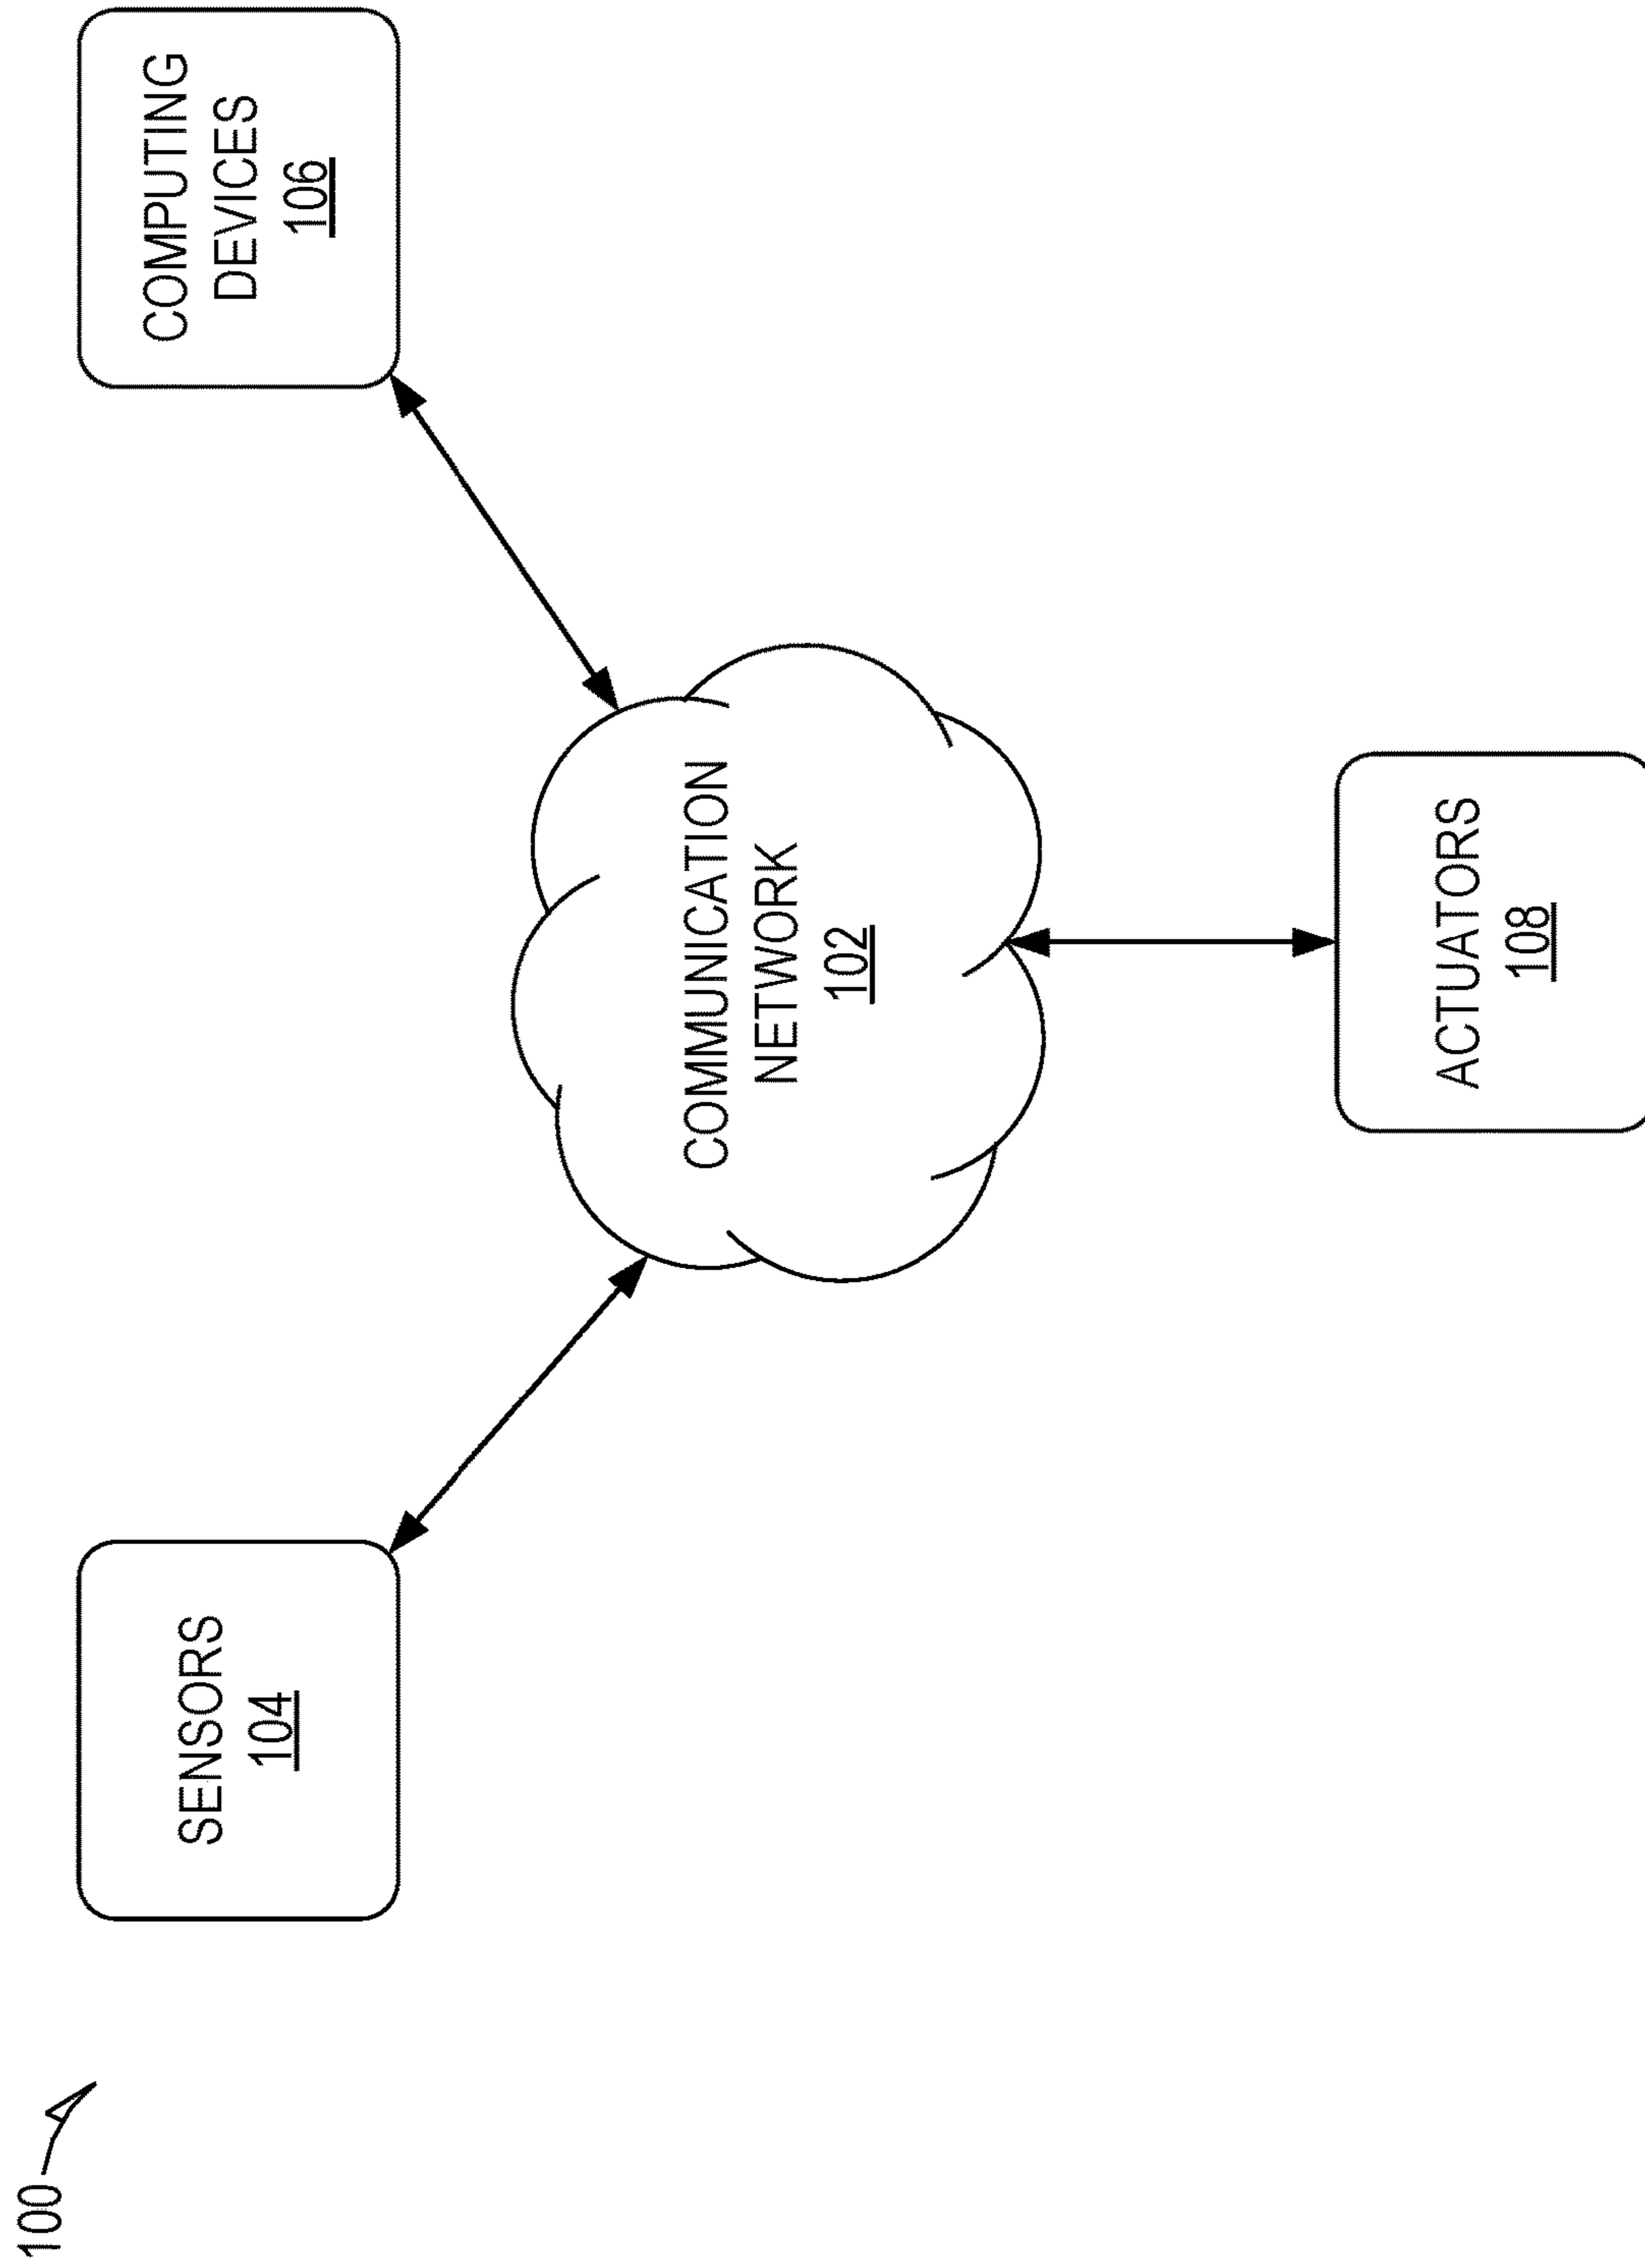 100
SENSORS
104
COMPUTING
DEVICES
106
COMMUNICATION
NETWORK
102
ACTUATORS
108